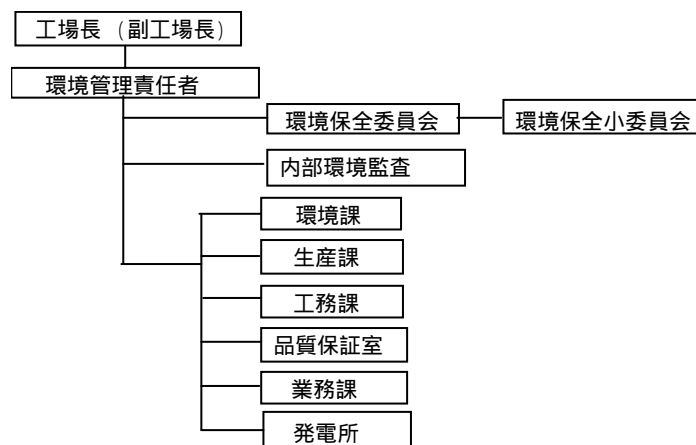 工場長 （副工場長）
環境管理責任者
環境保全委員会
環境保全小委員会
内部環境監査
環境課
生産課
工務課
品質保証室
業務課
発電所